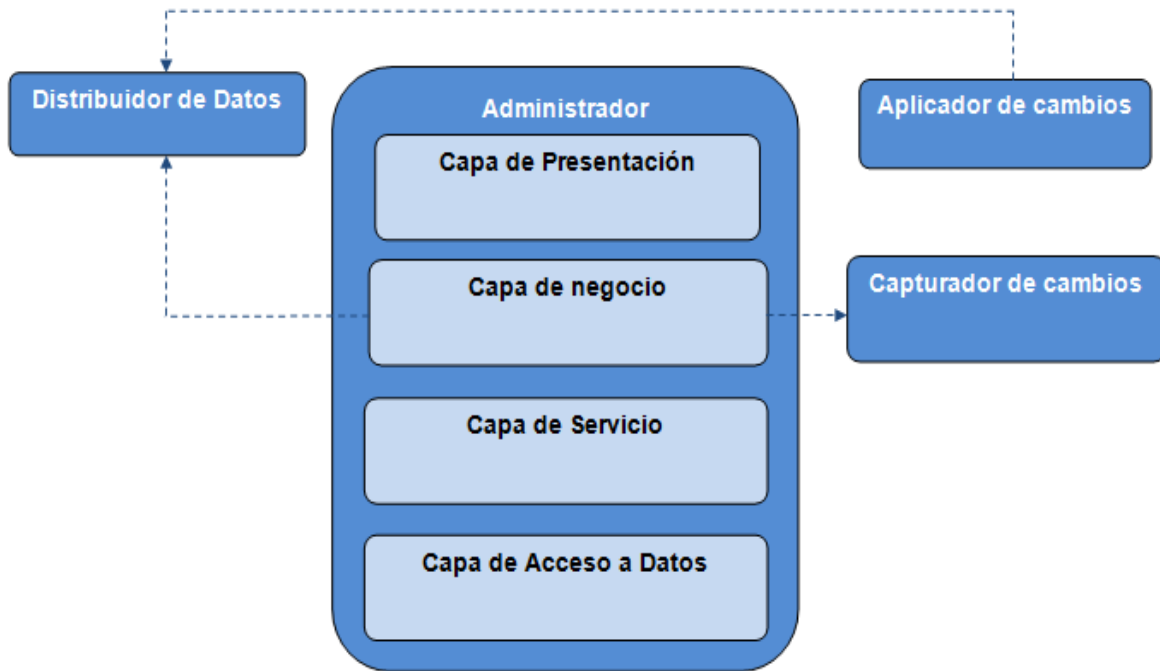 Distribuidor de Datos
Administrador
Aplicador de cambios
Capa de Presentación
Capa de negocio
Capturador de cambios
Capa de Servicio
Capa de Acceso a Datos